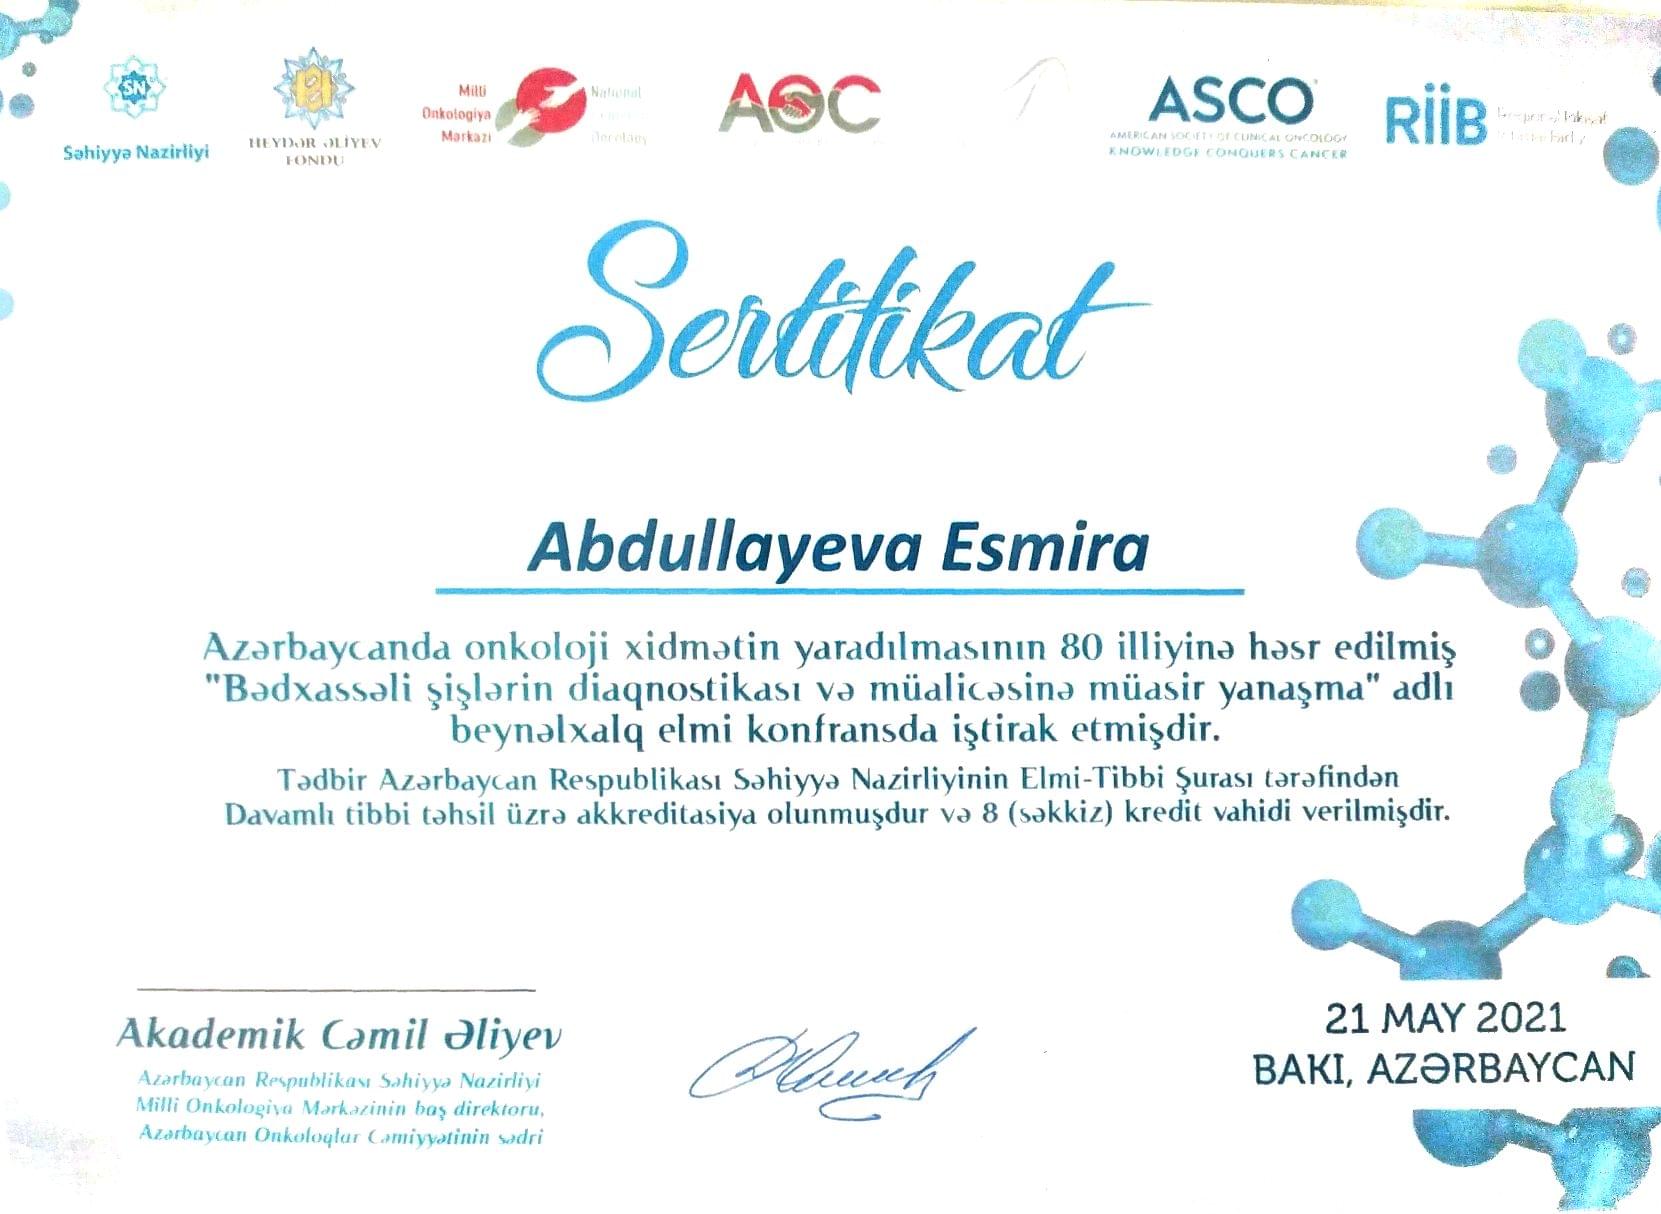 SN
Səhiyyə Nazirliyi
HEYDƏR ƏLİYEV
FONDU
Milli
Onkologiya
Mərkəzi
National
AOC
ASCO
AMERICAN SOCIETY OF CLINICAL ONCOLOGY
KNOWLEDGE CONQUERS CANCER
RİİB
Sertifikat
Abdullayeva Esmira
Azərbaycanda onkoloji xidmətin yaradılmasının 80 illiyinə həsr edilmiş
"Bədxassəli şişlərin diaqnostikası və müalicəsinə müasir yanaşma" adlı
beynəlxalq elmi konfransda iştirak etmişdir.
Tədbir Azərbaycan Respublikası Səhiyyə Nazirliyinin Elmi-Tibbi Şurası tərəfindən
Davamlı tibbi təhsil üzrə akkreditasiya olunmuşdur və 8 (səkkiz) kredit vahidi verilmişdir.
Akademik Cəmil Əliyev
Azərbaycan Respublikası Səhiyyə Nazirliyi
Milli Onkologiya Mərkəzinin baş direktoru,
Azərbaycan Onkoloqlar Cəmiyyətinin sədri
21 MAY 2021
BAKI, AZƏRBAYCAN